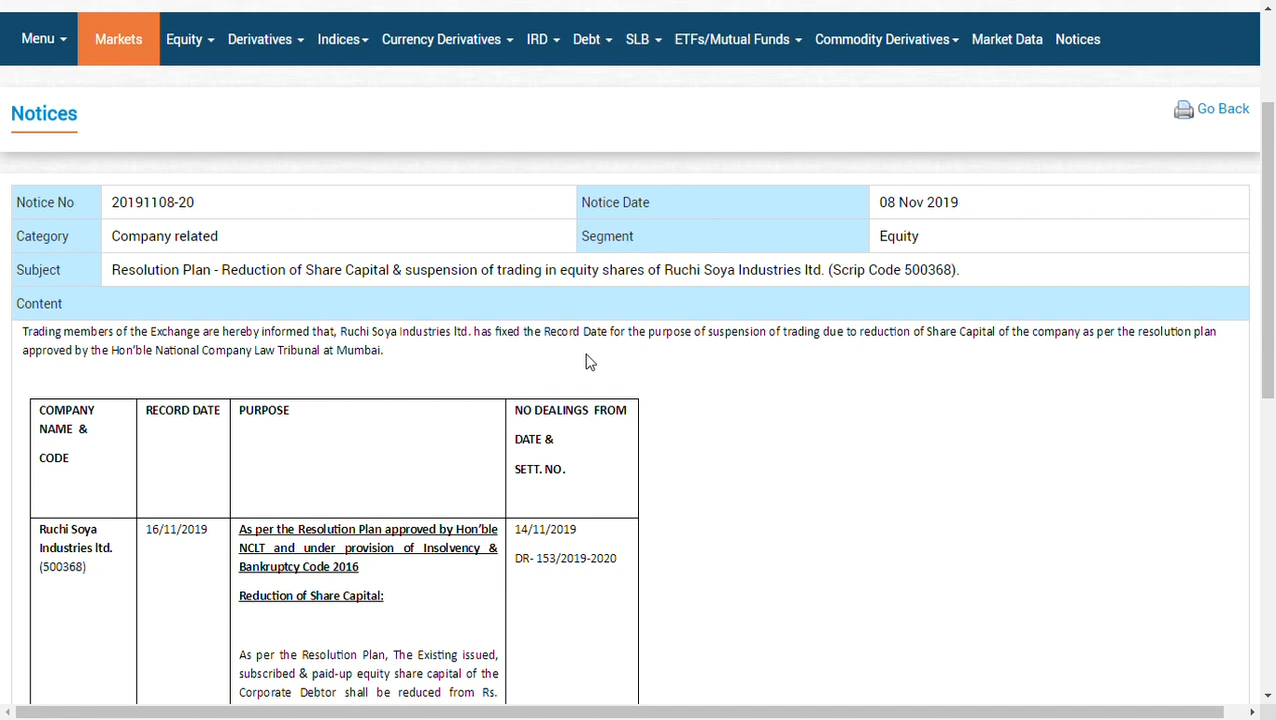 Menu Markets Equity Derivatives Indices Currency Derivatives IRD Debt SLB ETFs/Mutual Funds Commodity Derivatives Market Data Notices
Notices
Go Back
Notice No 20191108-20 Notice Date 08 Nov 2019
Category Company related Segment Equity
Subject Resolution Plan - Reduction of Share Capital & suspension of trading in equity shares of Ruchi Soya Industries ltd. (Scrip Code 500368).
Content
Trading members of the Exchange are hereby informed that, Ruchi Soya Industries ltd. has fixed the Record Date for the purpose of suspension of trading due to reduction of Share Capital of the company as per the resolution plan
approved by the Hon’ble National Company Law Tribunal at Mumbai.
COMPANY
NAME &
CODE
RECORD DATE
PURPOSE
NO DEALINGS FROM
DATE &
SETT. NO.
Ruchi Soya
Industries ltd.
(500368)
16/11/2019
As per the Resolution Plan approved by Hon’ble
NCLT and under provision of Insolvency &
Bankruptcy Code 2016
Reduction of Share Capital:
As per the Resolution Plan, The Existing issued,
subscribed & paid-up equity share capital of the
Corporate Debtor shall be reduced from Rs.
14/11/2019
DR- 153/2019-2020